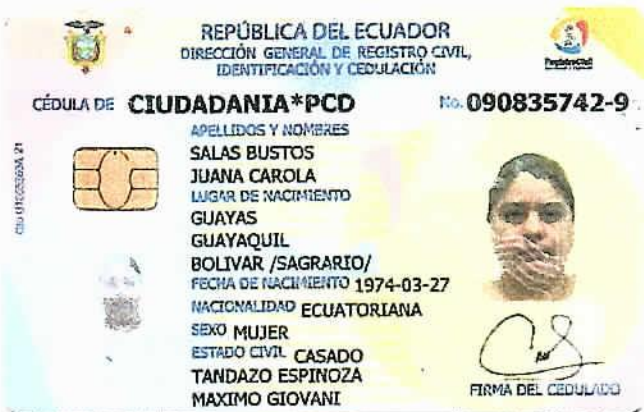 REPÚBLICA DEL ECUADOR
DIRECCIÓN GENERAL DE REGISTRO CIVIL,
IDENTIFICACIÓN Y CEDULACIÓN
CÉDULA DE CIUDADANIA*PCD No. 090835742-9
APELLIDOS Y NOMBRES
SALAS BUSTOS
JUANA CAROLA
LUGAR DE NACIMIENTO
GUAYAS
GUAYAQUIL
BOLIVAR /SAGRARIO/
FECHA DE NACIMIENTO 1974-03-27
NACIONALIDAD ECUATORIANA
SEXO MUJER
ESTADO CIVIL CASADO
TANDAZO ESPINOZA
MAXIMO GIOVANI
FIRMA DEL CEDULADO